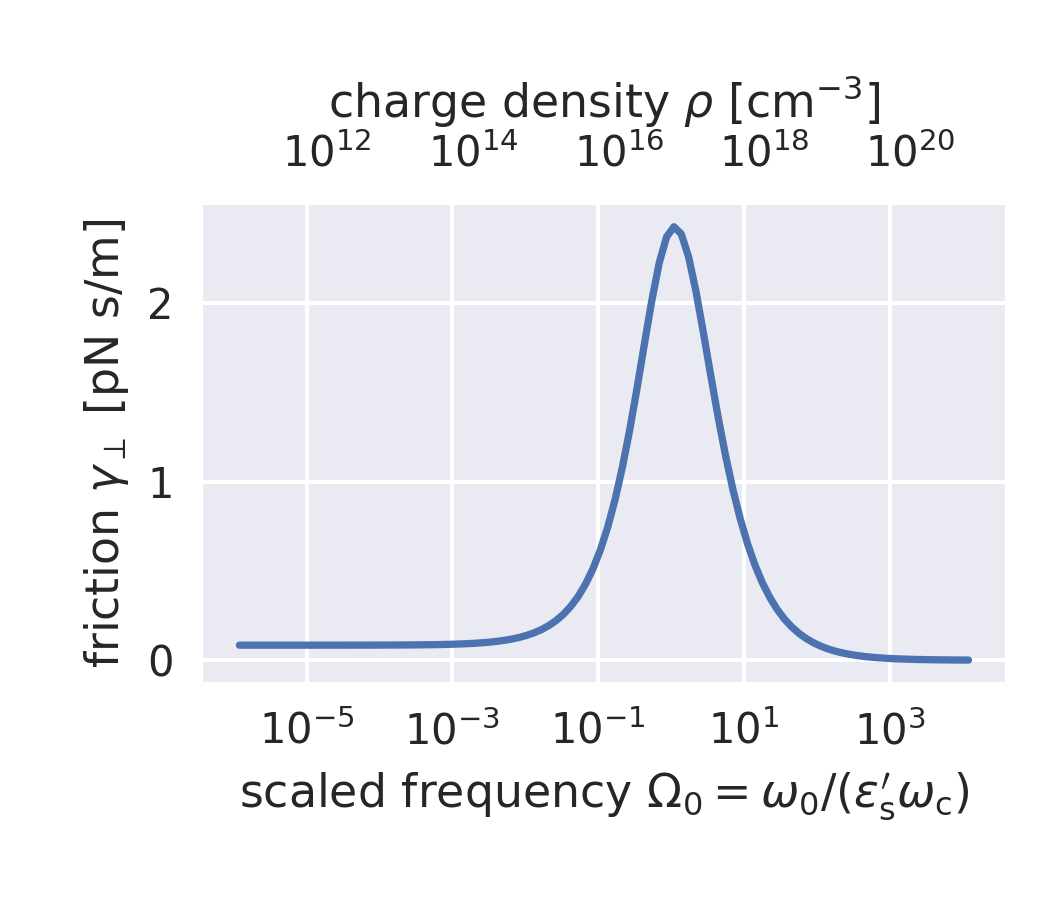 charge density ρ [cm⁻³]
10¹² 10¹⁴ 10¹⁶ 10¹⁸ 10²⁰
friction γ⊥ [pN s/m]
2
1
0
10⁻⁵ 10⁻³ 10⁻¹ 10¹ 10³
scaled frequency Ω₀ = ω₀/(ε′ₛω_c)